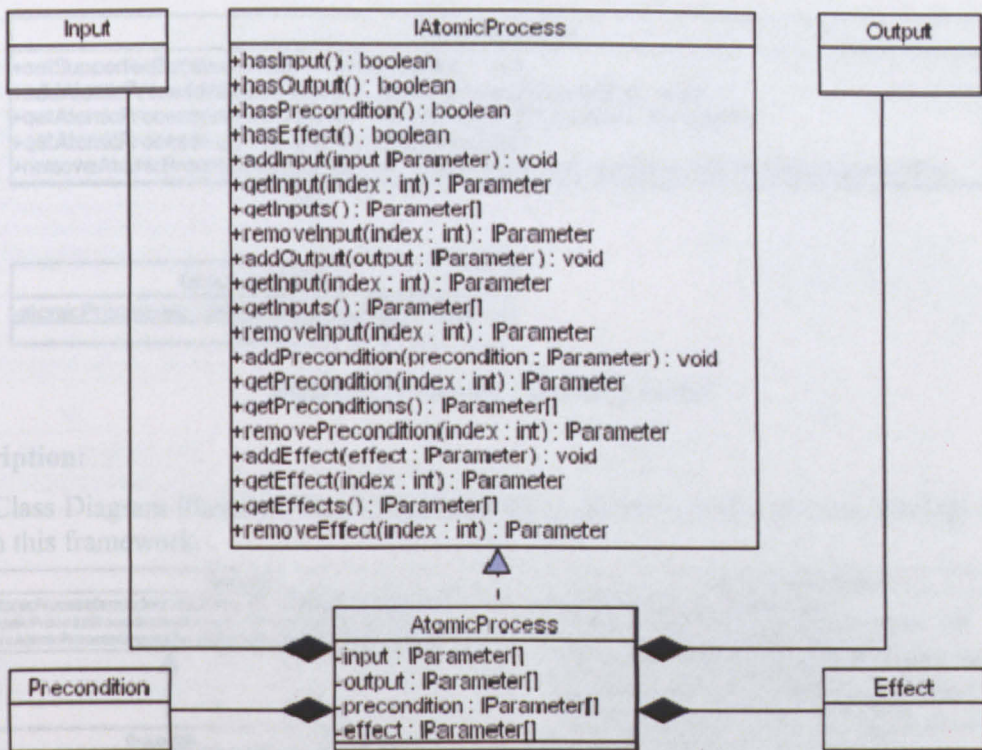 Input
IAtomicProcess
Output
+hasInput() : boolean
+hasOutput() : boolean
+hasPrecondition() : boolean
+hasEffect() : boolean
+addInput(input IParameter) : void
+getInput(index : int) : IParameter
+getInputs() : IParameter[]
+removeInput(index : int) : IParameter
+addOutput(output : IParameter) : void
+getInput(index : int) : IParameter
+getInputs() : IParameter[]
+removeInput(index : int) : IParameter
+addPrecondition(precondition : IParameter) : void
+getPrecondition(index : int) : IParameter
+getPreconditions() : IParameter[]
+removePrecondition(index : int) : IParameter
+addEffect(effect : IParameter) : void
+getEffect(index : int) : IParameter
+getEffects() : IParameter[]
+removeEffect(index : int) : IParameter
ription:
Class Diagram
this framework
AtomicProcess
-input : IParameter[]
-output : IParameter[]
-precondition : IParameter[]
-effect : IParameter[]
Precondition
Effect